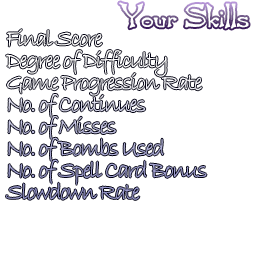 Your Skills
Final Score
Degree of Difficulty
Game Progression Rate
No. of Continues
No. of Misses
No. of Bombs Used
No. of Spell Card Bonus
Slowdown Rate